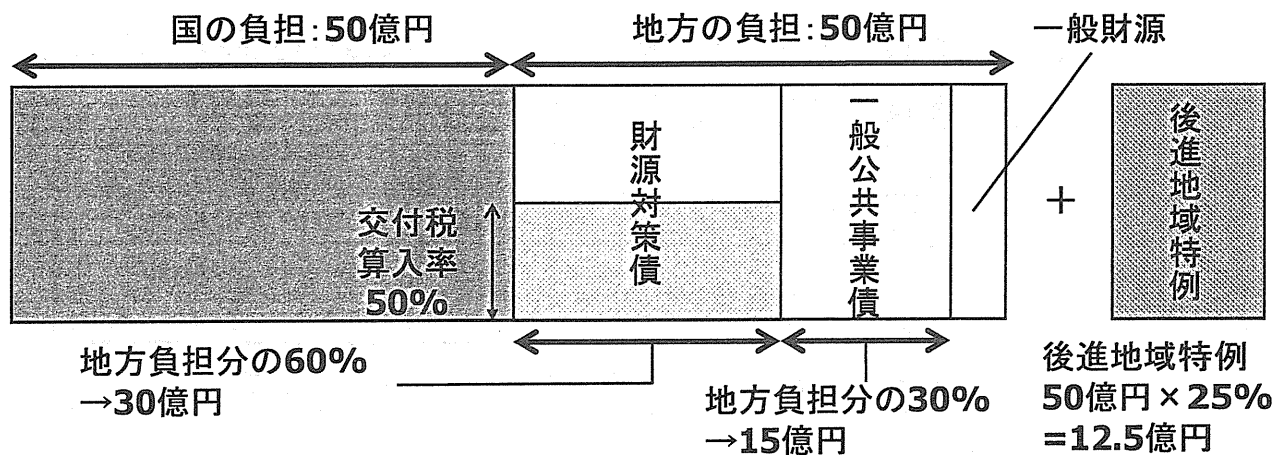 国の負担：50億円
地方の負担：50億円
一般財源
財源対策債
一般公共事業債
後進地域特例
＋
交付税
算入率
50%
地方負担分の60%
→30億円
地方負担分の30%
→15億円
後進地域特例
50億円×25%
=12.5億円